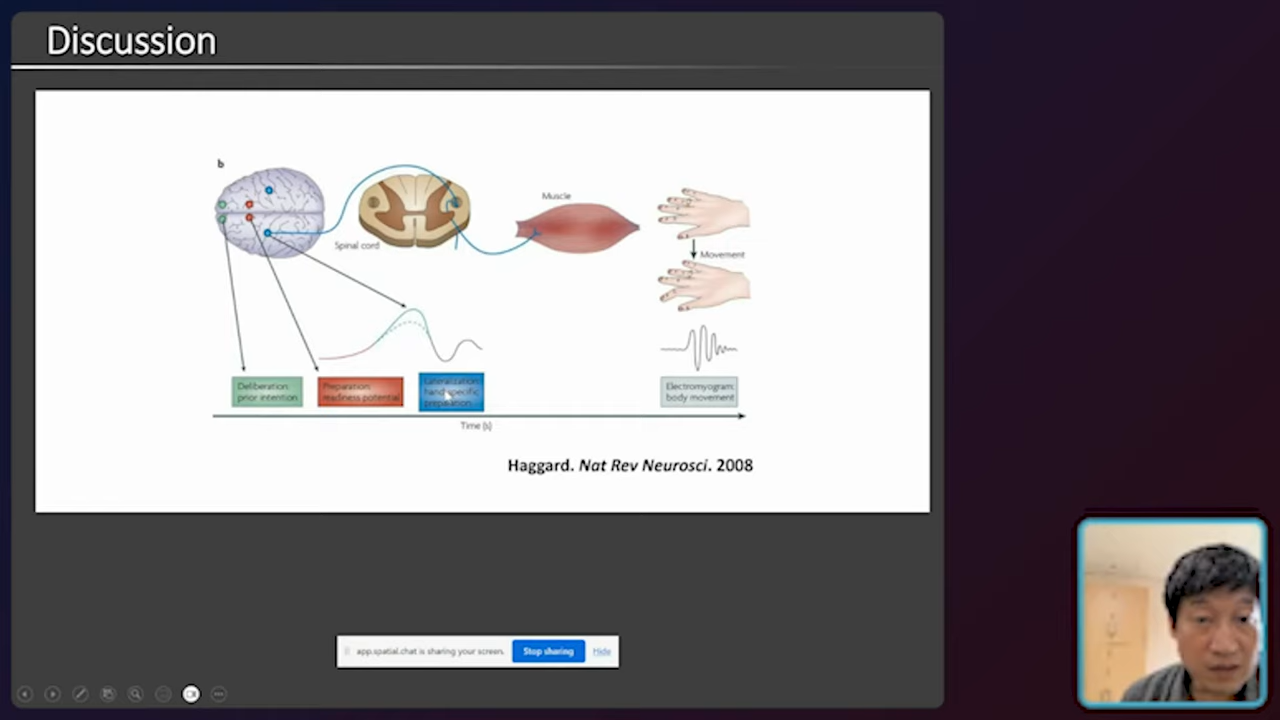 Discussion
b
Muscle
Spinal cord
Movement
Deliberation:
prior intention
Preparation:
readiness potential
Lateralization:
hand-specific
preparation
Electromyogram:
body movement
Time (s)
Haggard. Nat Rev Neurosci. 2008
app.spatial.chat is sharing your screen.
Stop sharing
Hide